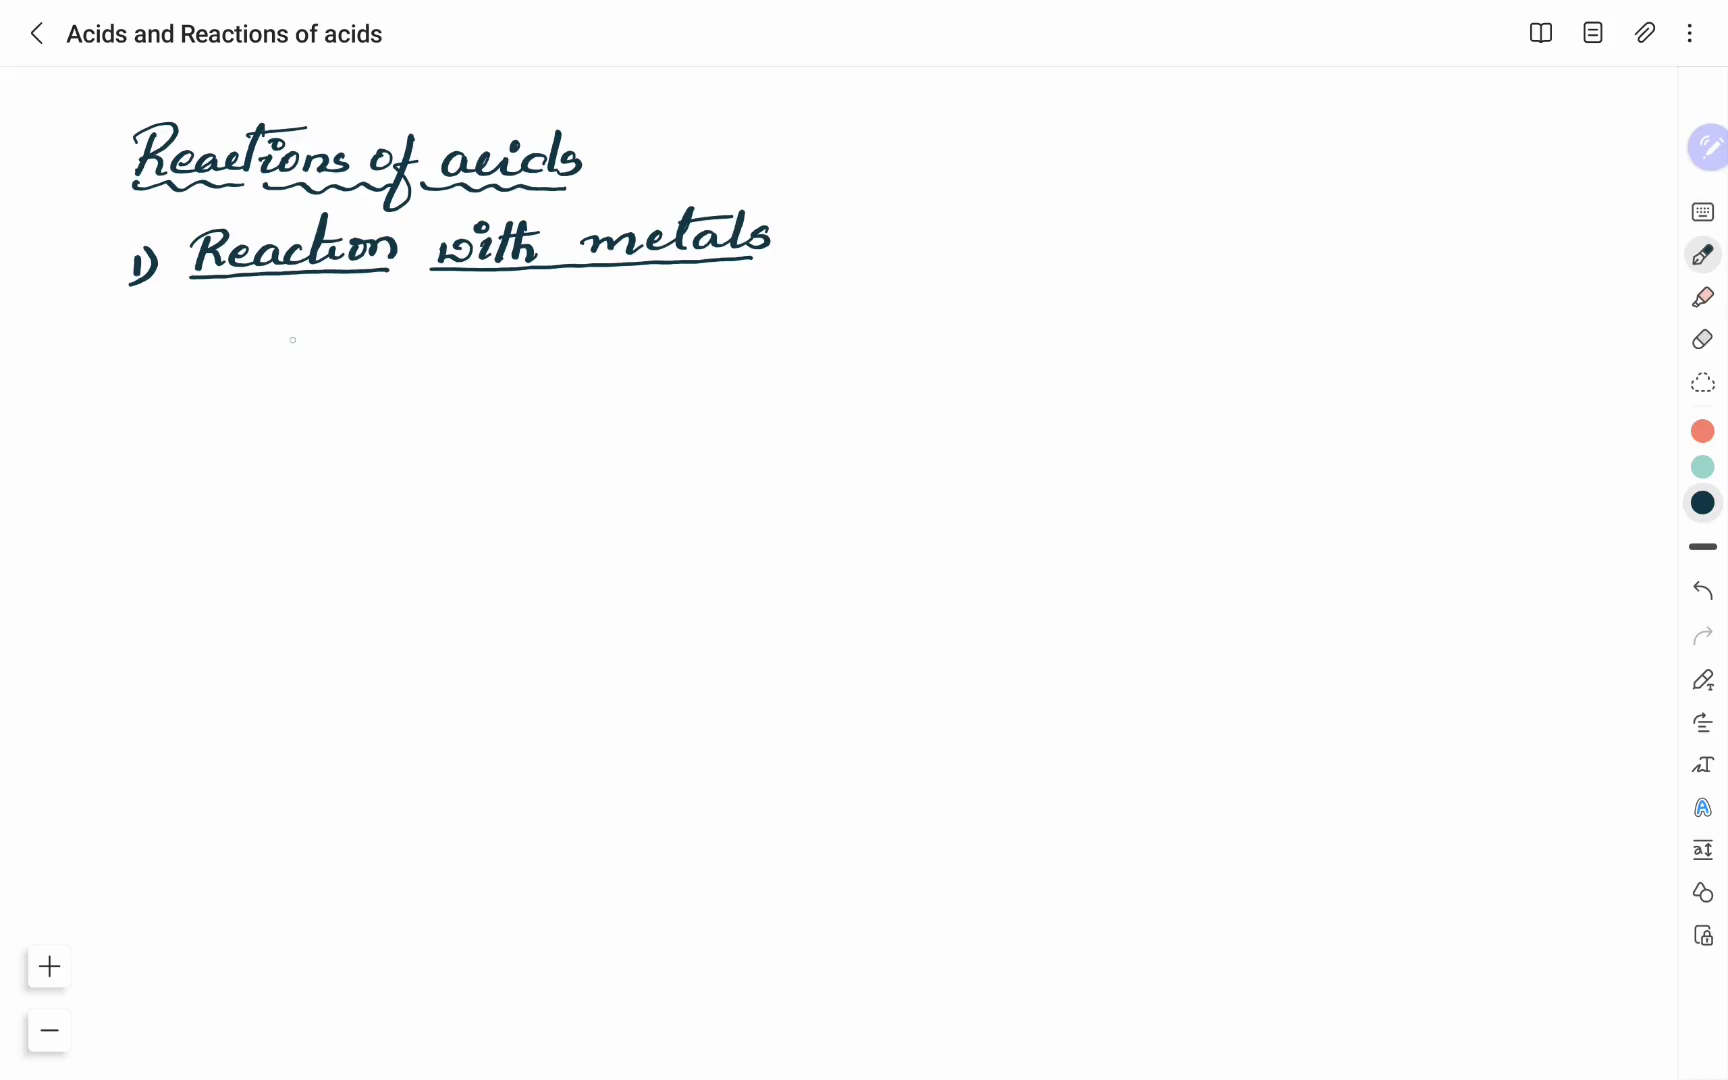 Acids and Reactions of acids
Reactions of acids
1) Reaction with metals